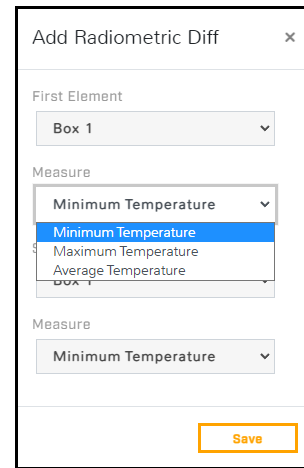 Add Radiometric Diff ×
First Element
Box 1
Measure
Minimum Temperature
Minimum Temperature
Maximum Temperature
Average Temperature
Box 1
Measure
Minimum Temperature
Save